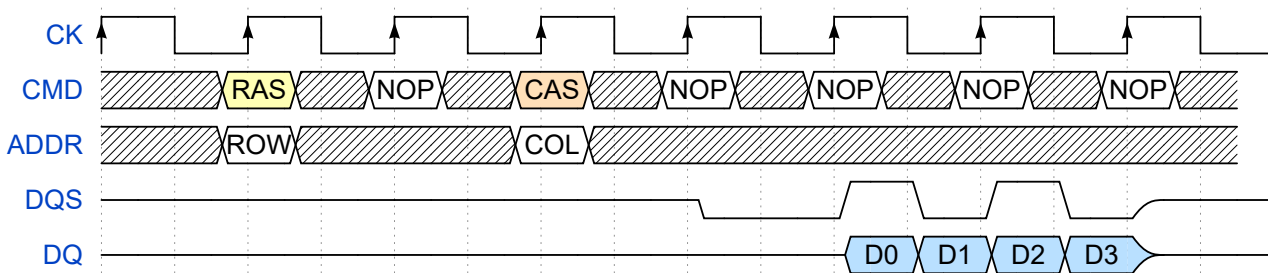 CK
CMD RAS NOP CAS NOP NOP NOP NOP
ADDR ROW COL
DQS
DQ D0 D1 D2 D3